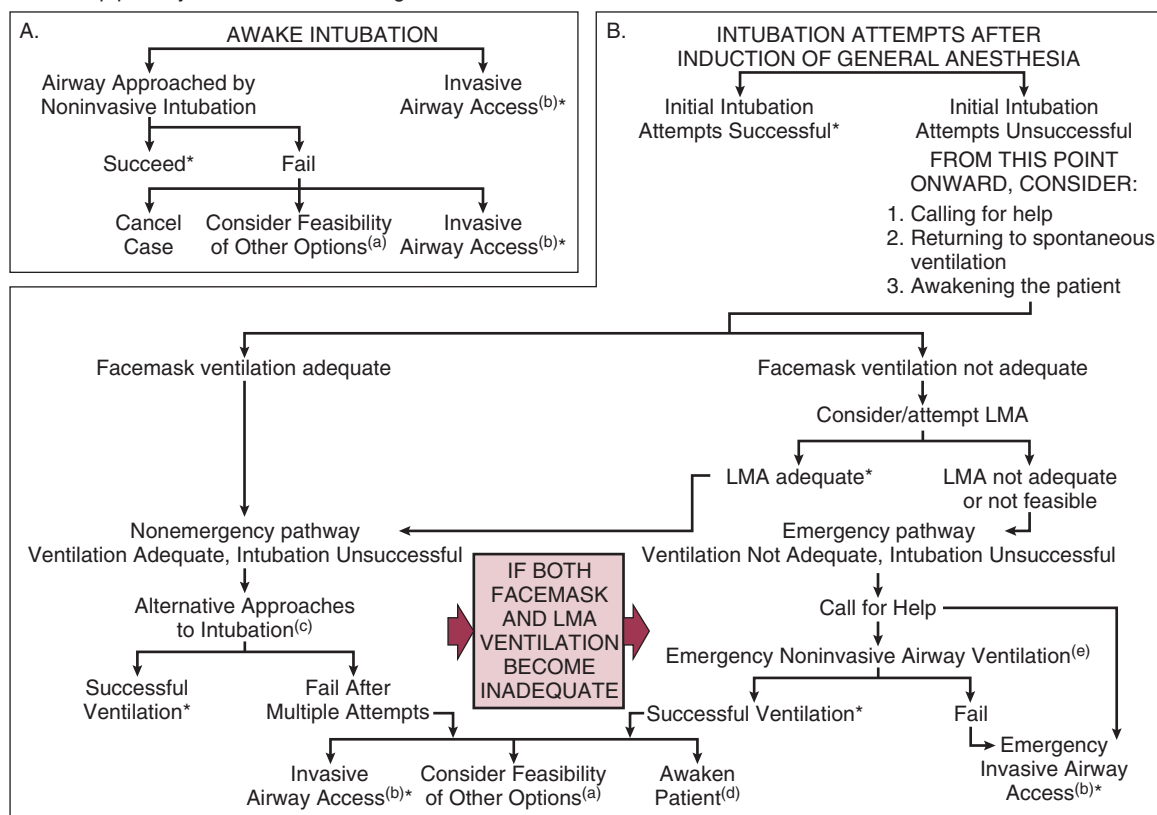 A.
AWAKE INTUBATION
Airway Approached by
Noninvasive Intubation
Invasive
Airway Access(b)*
Succeed*
Fail
Cancel
Case
Consider Feasibility
of Other Options(a)
Invasive
Airway Access(b)*
B.
INTUBATION ATTEMPTS AFTER
INDUCTION OF GENERAL ANESTHESIA
Initial Intubation
Attempts Successful*
Initial Intubation
Attempts Unsuccessful
FROM THIS POINT
ONWARD, CONSIDER:
1. Calling for help
2. Returning to spontaneous
ventilation
3. Awakening the patient
Facemask ventilation adequate
Facemask ventilation not adequate
Consider/attempt LMA
LMA adequate*
LMA not adequate
or not feasible
Nonemergency pathway
Ventilation Adequate, Intubation Unsuccessful
Emergency pathway
Ventilation Not Adequate, Intubation Unsuccessful
IF BOTH
FACEMASK
AND LMA
VENTILATION
BECOME
INADEQUATE
Alternative Approaches
to Intubation(c)
Call for Help
Emergency Noninvasive Airway Ventilation(e)
Successful
Ventilation*
Fail After
Multiple Attempts
Successful Ventilation*
Fail
Invasive
Airway Access(b)*
Consider Feasibility
of Other Options(a)
Awaken
Patient(d)
Emergency
Invasive Airway
Access(b)*